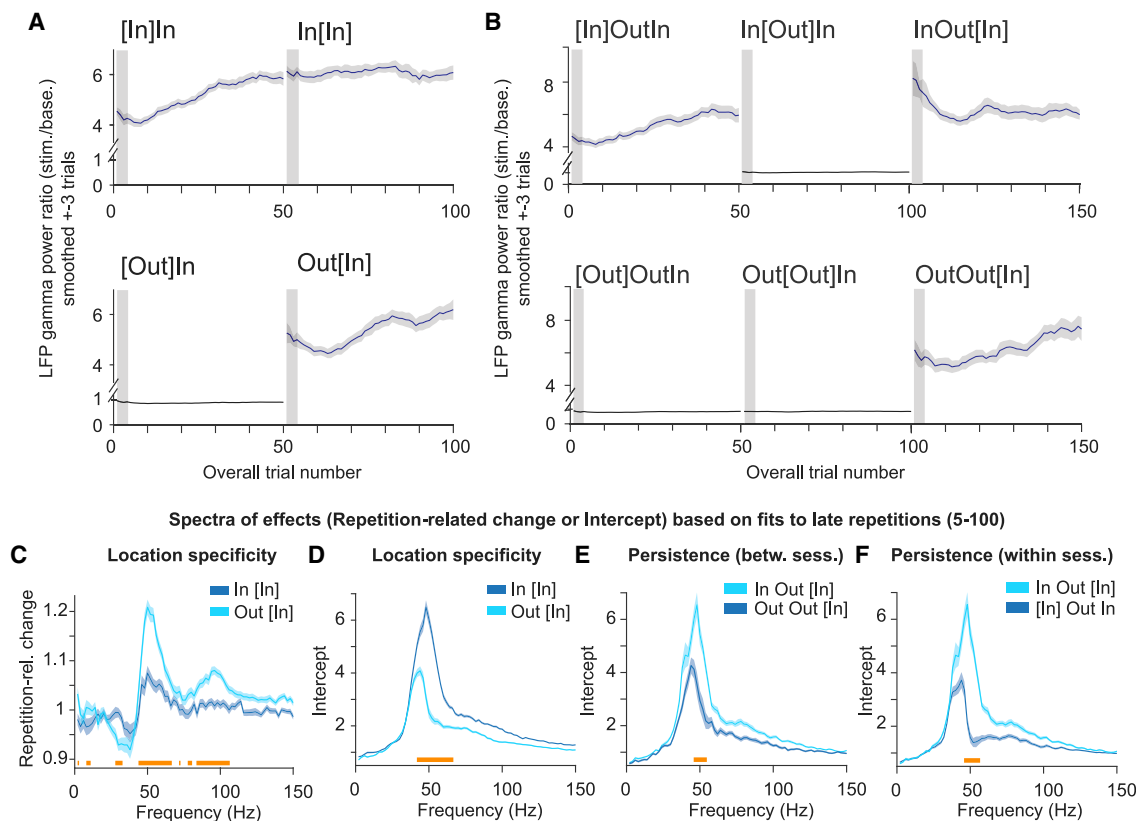 A
[In]In
In[In]
LFP gamma power ratio (stim./base.)
smoothed +-3 trials
6
4
1
0
0
50
100
[Out]In
Out[In]
6
4
1
0
0
50
100
Overall trial number
B
[In]OutIn
In[Out]In
InOut[In]
LFP gamma power ratio (stim./base.)
smoothed +-3 trials
8
6
4
0
0
50
100
150
[Out]OutIn
Out[Out]In
OutOut[In]
8
4
0
0
50
100
150
Overall trial number
Spectra of effects (Repetition-related change or Intercept) based on fits to late repetitions (5-100)
C
Location specificity
In [In]
Out [In]
Repetition-rel. change
1.2
1.1
1
0.9
0
50
100
150
Frequency (Hz)
D
Location specificity
In [In]
Out [In]
Intercept
6
4
2
0
50
100
150
Frequency (Hz)
E
Persistence (betw. sess.)
In Out [In]
Out Out [In]
Intercept
6
4
2
0
50
100
150
Frequency (Hz)
F
Persistence (within sess.)
In Out [In]
[In] Out In
Intercept
6
4
2
0
50
100
150
Frequency (Hz)